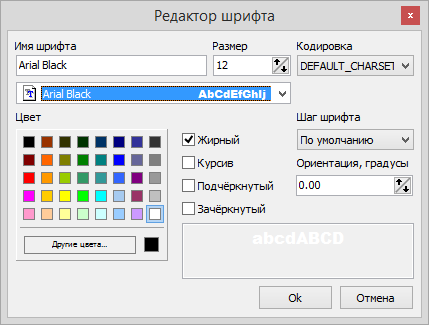 Редактор шрифта
x
Имя шрифта Размер Кодировка
Arial Black 12 DEFAULT_CHARSET
Arial Black AbCdEfGhIj
Цвет Шаг шрифта
Жирный По умолчанию
Курсив Ориентация, градусы
Подчёркнутый 0.00
Зачёркнутый
Другие цвета...
abcdABCD
Ok Отмена